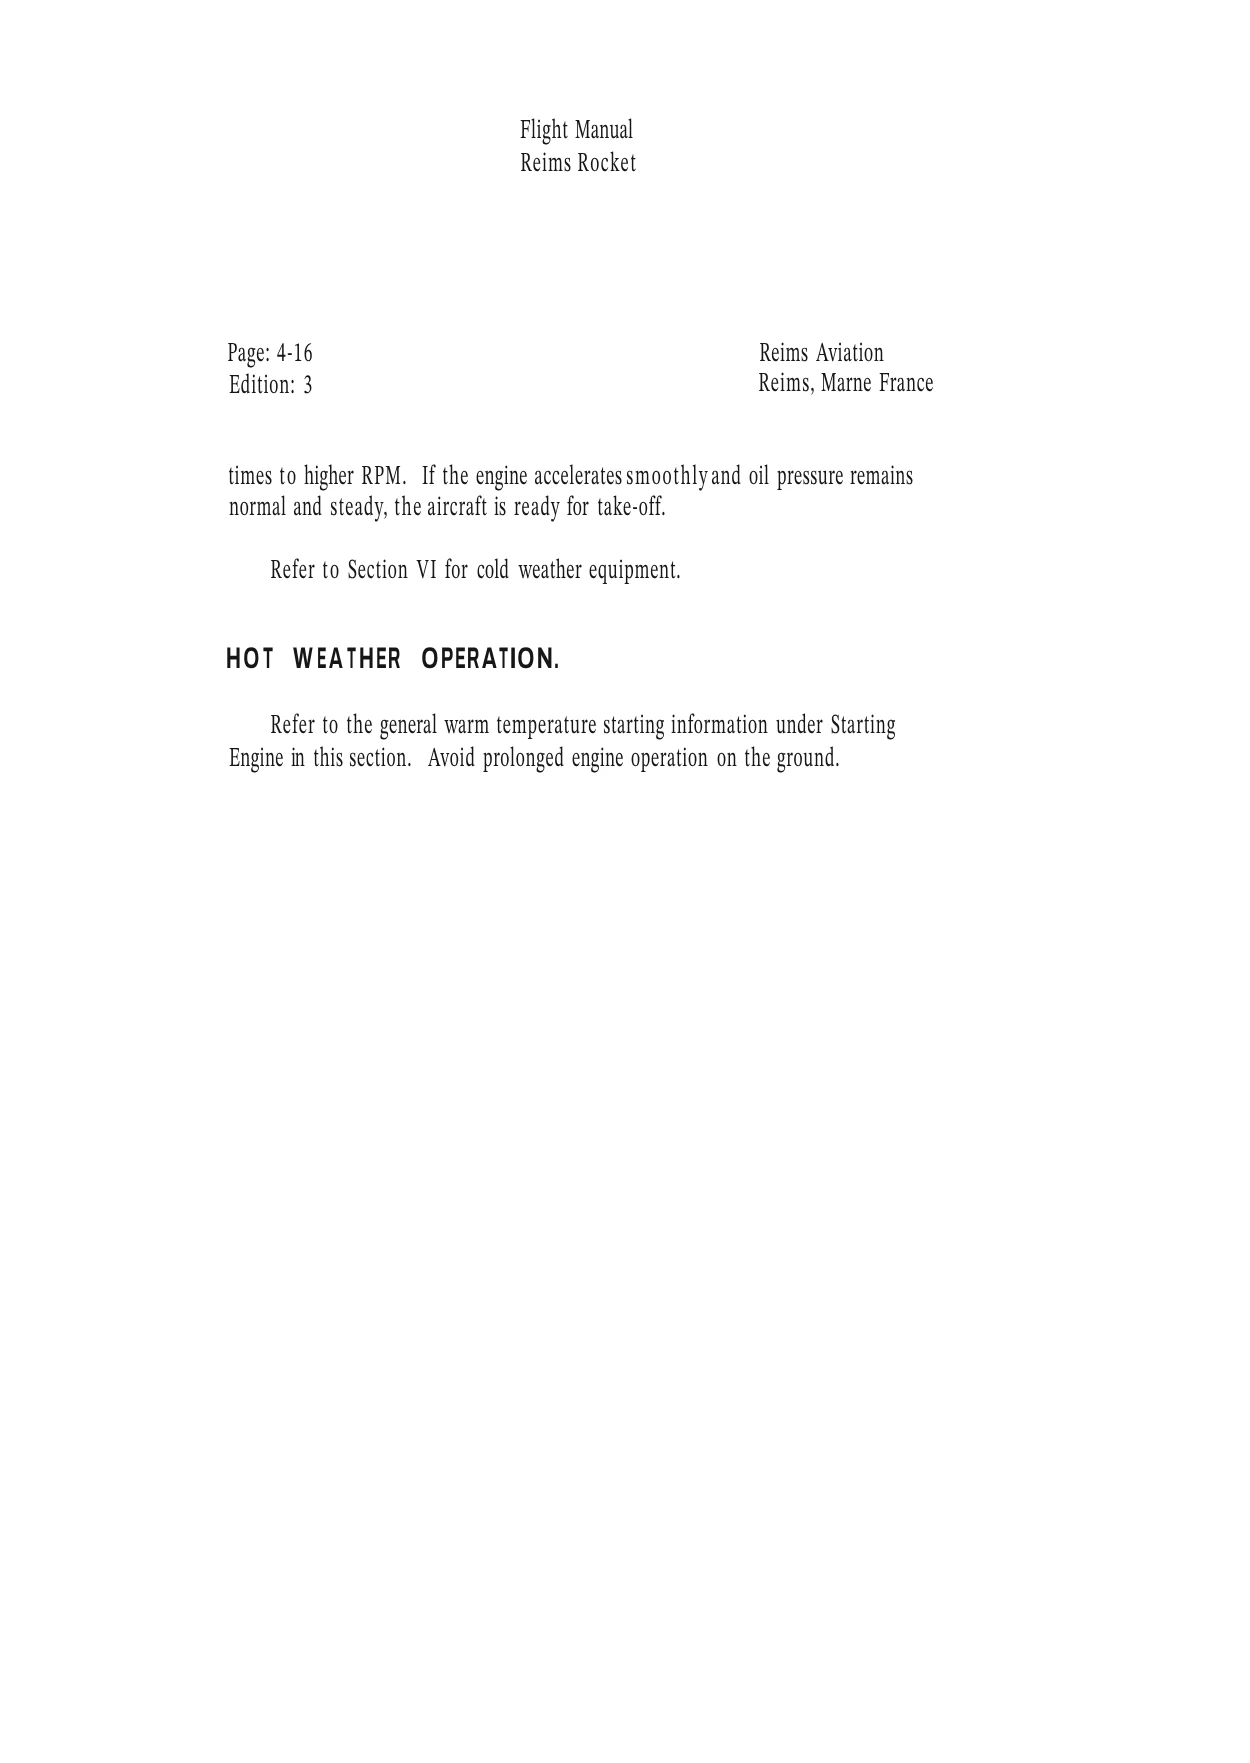 Flight Manual
Reims Rocket
Page: 4-16
Edition: 3
Reims Aviation
Reims, Marne France
times to higher RPM. If the engine accelerates smoothly and oil pressure remains
normal and steady, the aircraft is ready for take-off.
Refer to Section VI for cold weather equipment.
HOT WEATHER OPERATION.
Refer to the general warm temperature starting information under Starting
Engine in this section. Avoid prolonged engine operation on the ground.